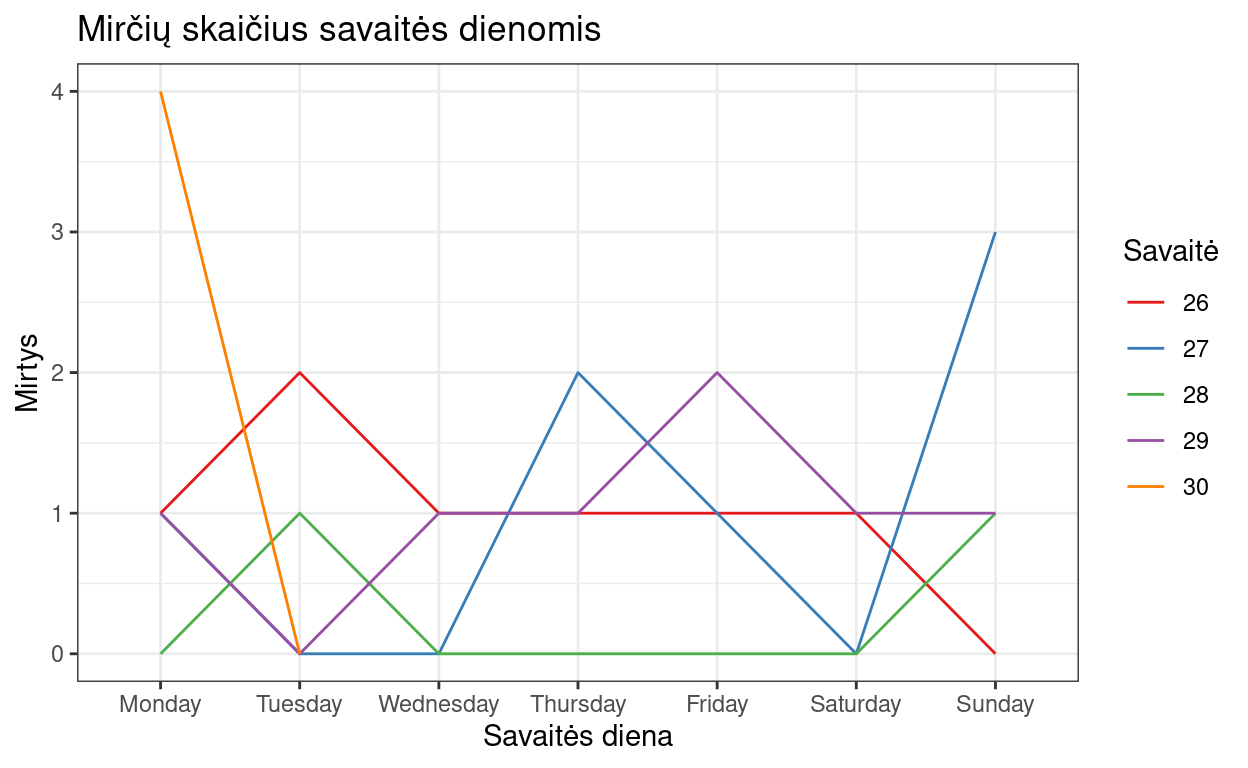 Mirčių skaičius savaitės dienomis
4
3
2
1
0
Mirtys
Monday Tuesday Wednesday Thursday Friday Saturday Sunday
Savaitės diena
Savaitė
26
27
28
29
30